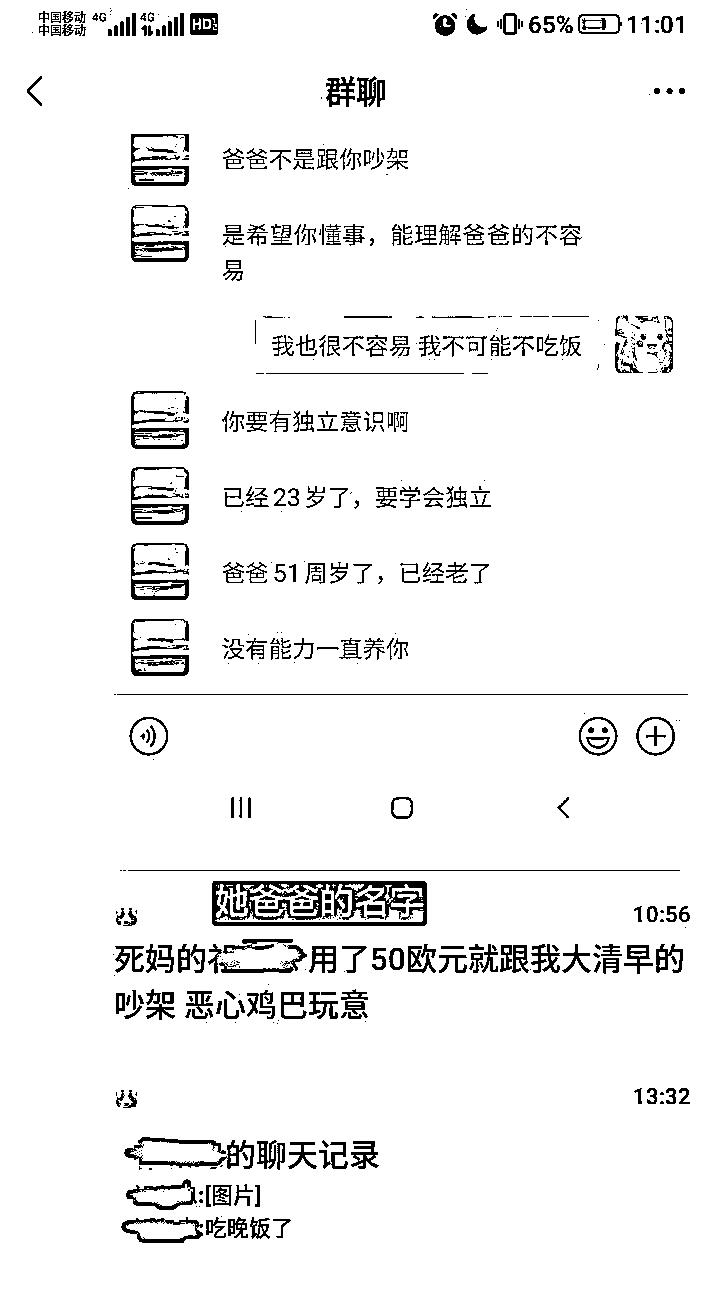 中国移动 4G 4G HD
中国移动
65% 11:01
群聊
爸爸不是跟你吵架
是希望你懂事，能理解爸爸的不容
易
我也很不容易 我不可能不吃饭
你要有独立意识啊
已经23岁了，要学会独立
爸爸51周岁了，已经老了
没有能力一直养你
她爸爸的名字
10:56
死妈的 用了50欧元就跟我大清早的
吵架 恶心鸡巴玩意
13:32
的聊天记录
:[图片]
:吃晚饭了